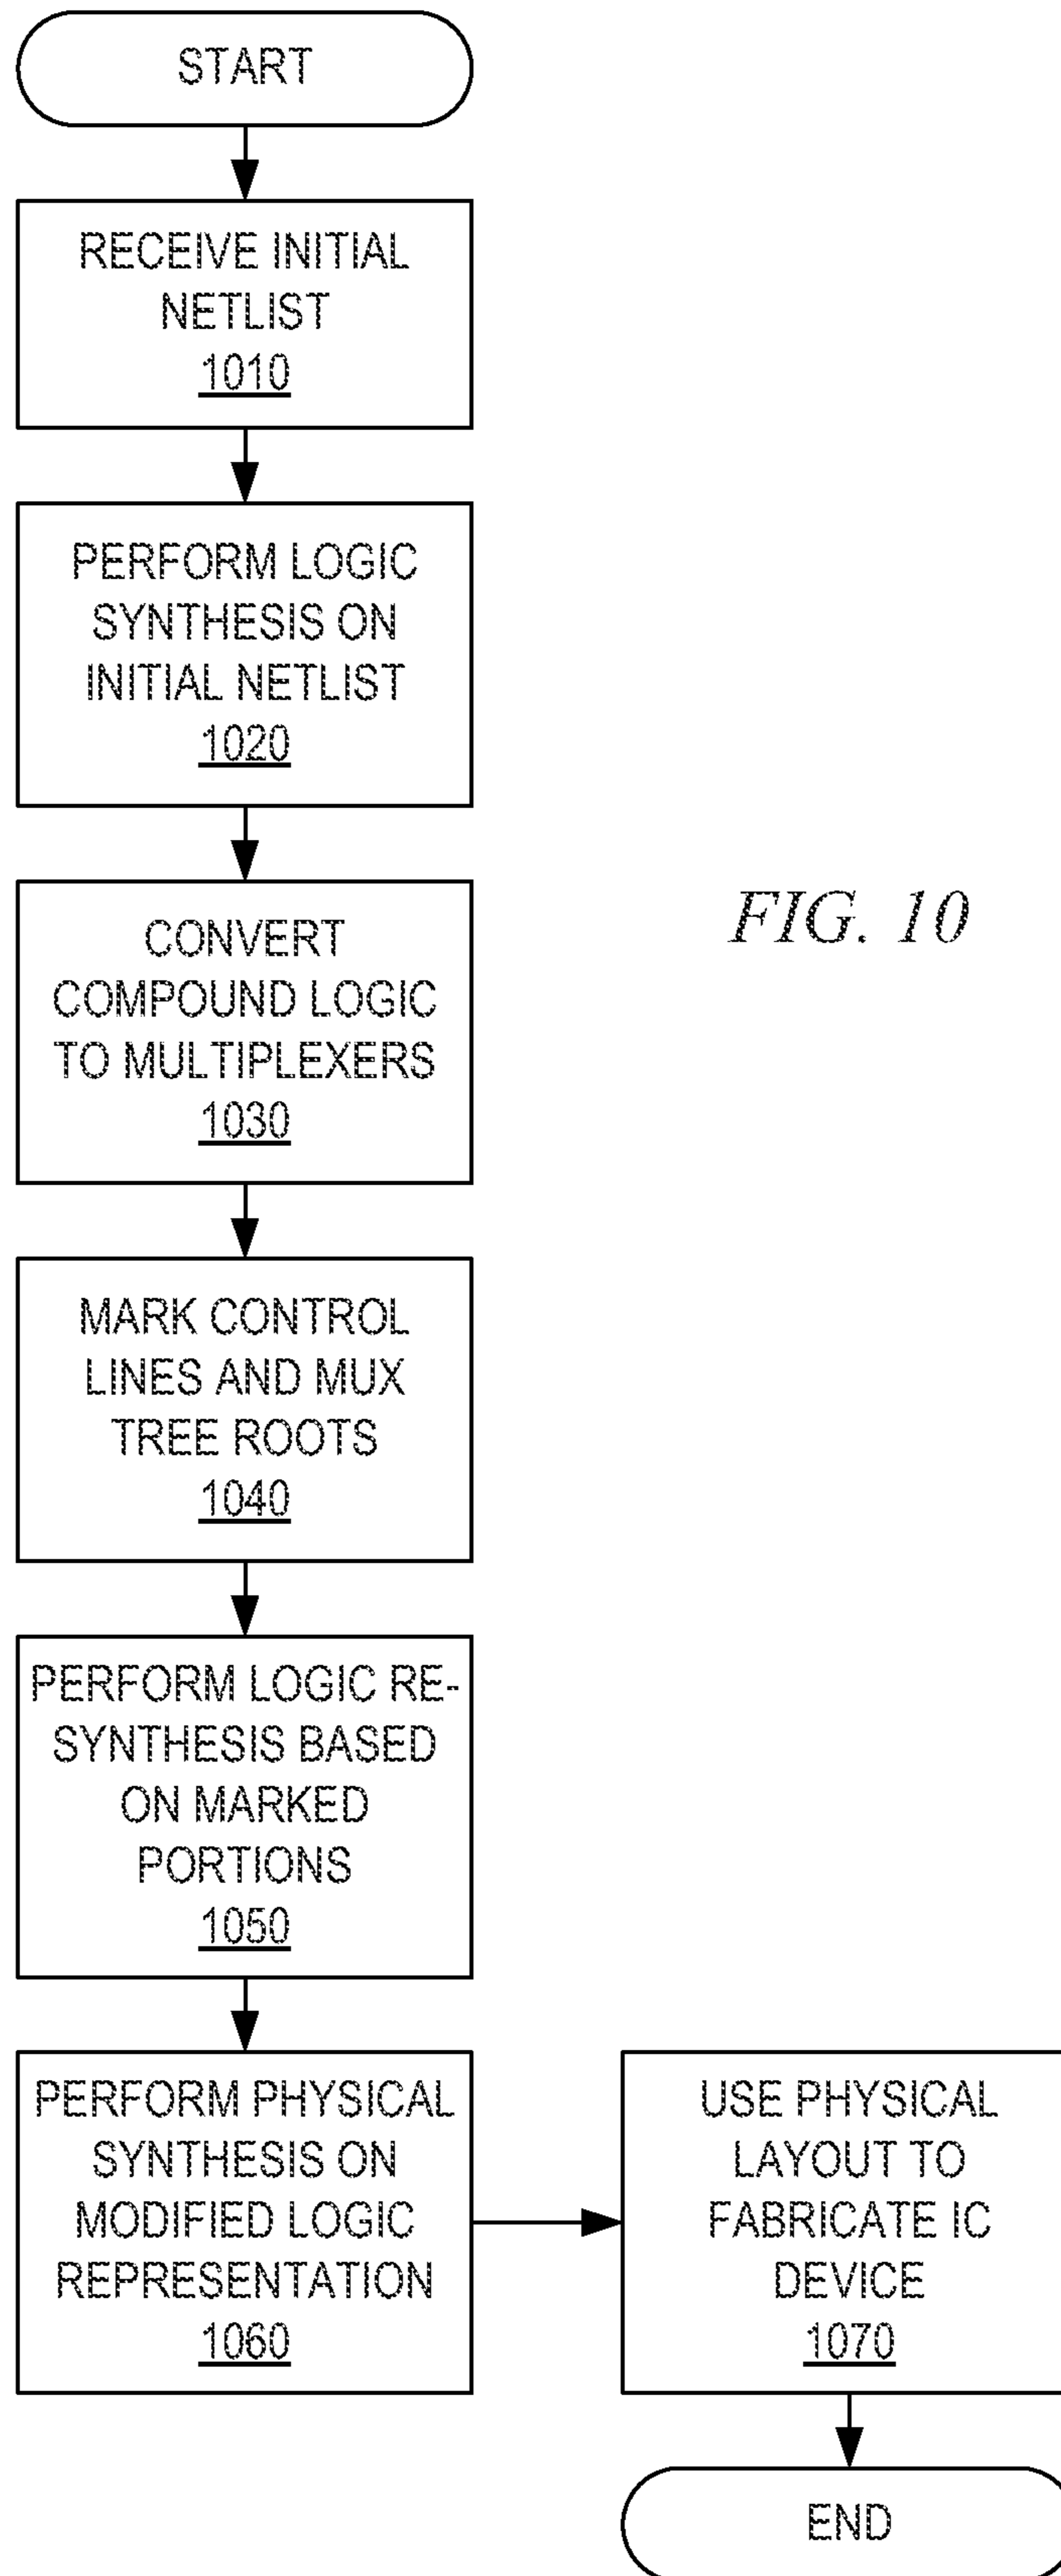 START
RECEIVE INITIAL
NETLIST
1010
PERFORM LOGIC
SYNTHESIS ON
INITIAL NETLIST
1020
CONVERT
COMPOUND LOGIC
TO MULTIPLEXERS
1030
FIG. 10
MARK CONTROL
LINES AND MUX
TREE ROOTS
1040
PERFORM LOGIC RE-
SYNTHESIS BASED
ON MARKED
PORTIONS
1050
PERFORM PHYSICAL
SYNTHESIS ON
MODIFIED LOGIC
REPRESENTATION
1060
USE PHYSICAL
LAYOUT TO
FABRICATE IC
DEVICE
1070
END